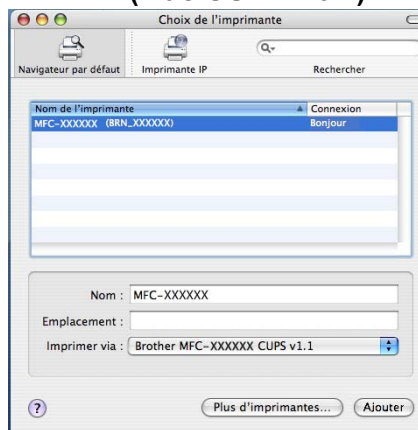 Choix de l'imprimante
Navigateur par défaut
Imprimante IP
Rechercher
Nom de l'imprimante
Connexion
MFC-XXXXXX (BRN_XXXXXX)
Bonjour
Nom : MFC-XXXXXX
Emplacement :
Imprimer via : Brother MFC-XXXXXX CUPS v1.1
? Plus d'imprimantes... Ajouter